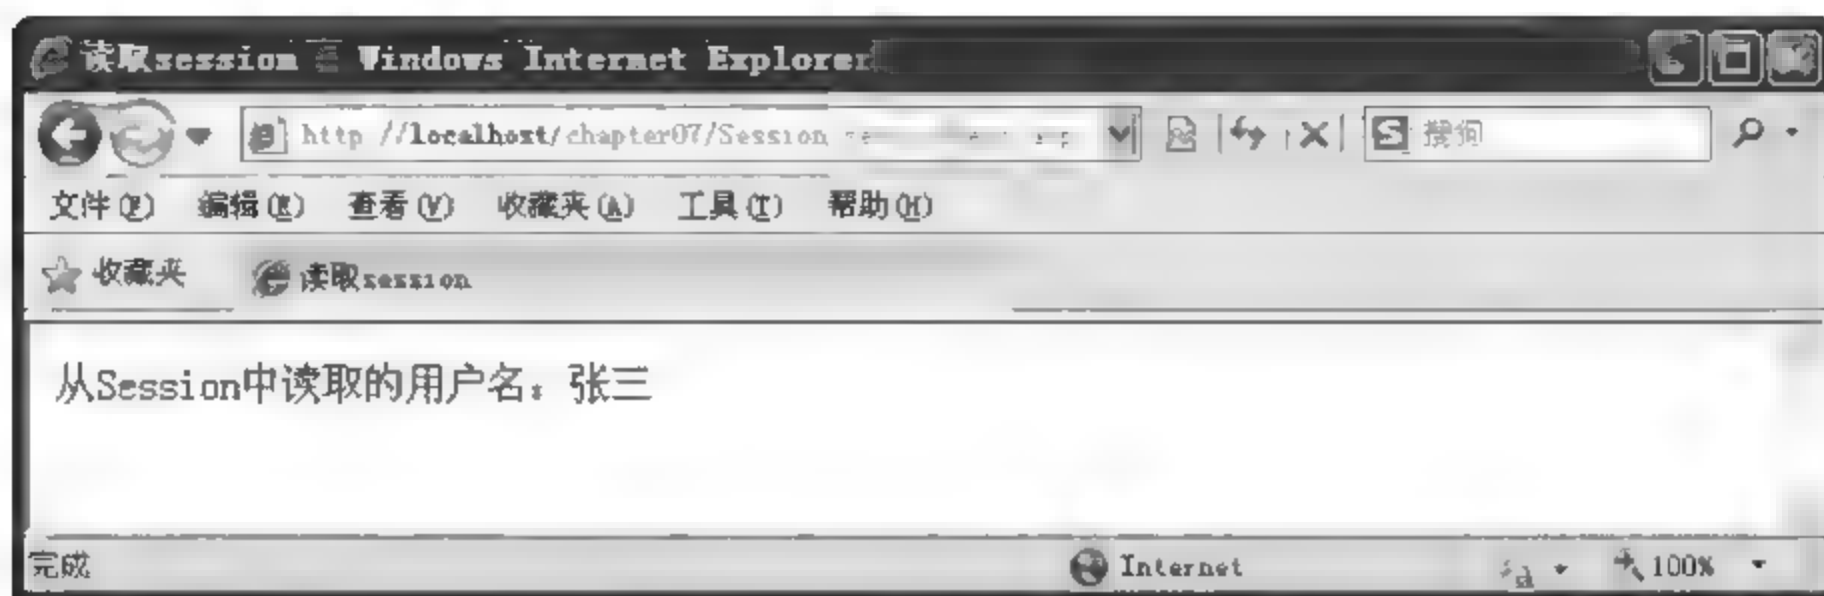 读取session - Windows Internet Explorer
http://localhost/chapter07/Session
搜狗
文件(F) 编辑(E) 查看(V) 收藏夹(A) 工具(T) 帮助(H)
收藏夹 读取session
从Session中读取的用户名：张三
完成 Internet 100%